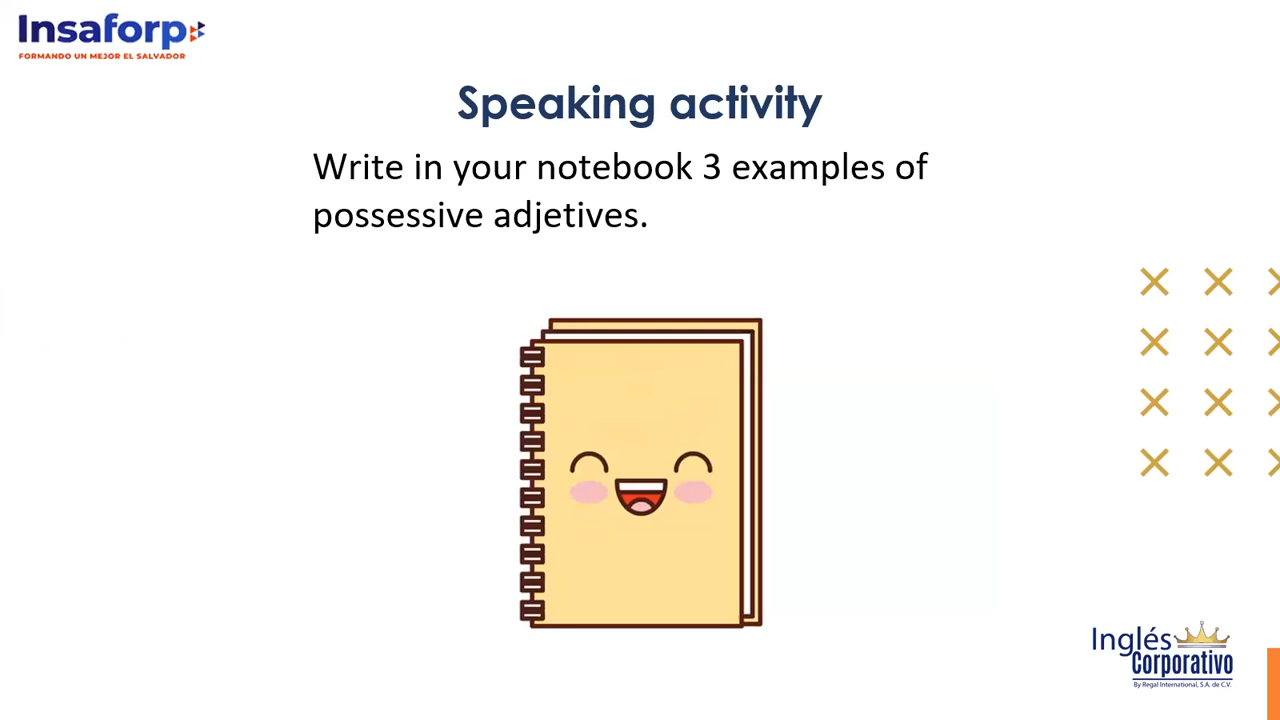 Insaforp
FORMANDO UN MEJOR EL SALVADOR
Speaking activity
Write in your notebook 3 examples of
possessive adjetives.
Inglés
Corporativo
By Regal International, S.A. de C.V.